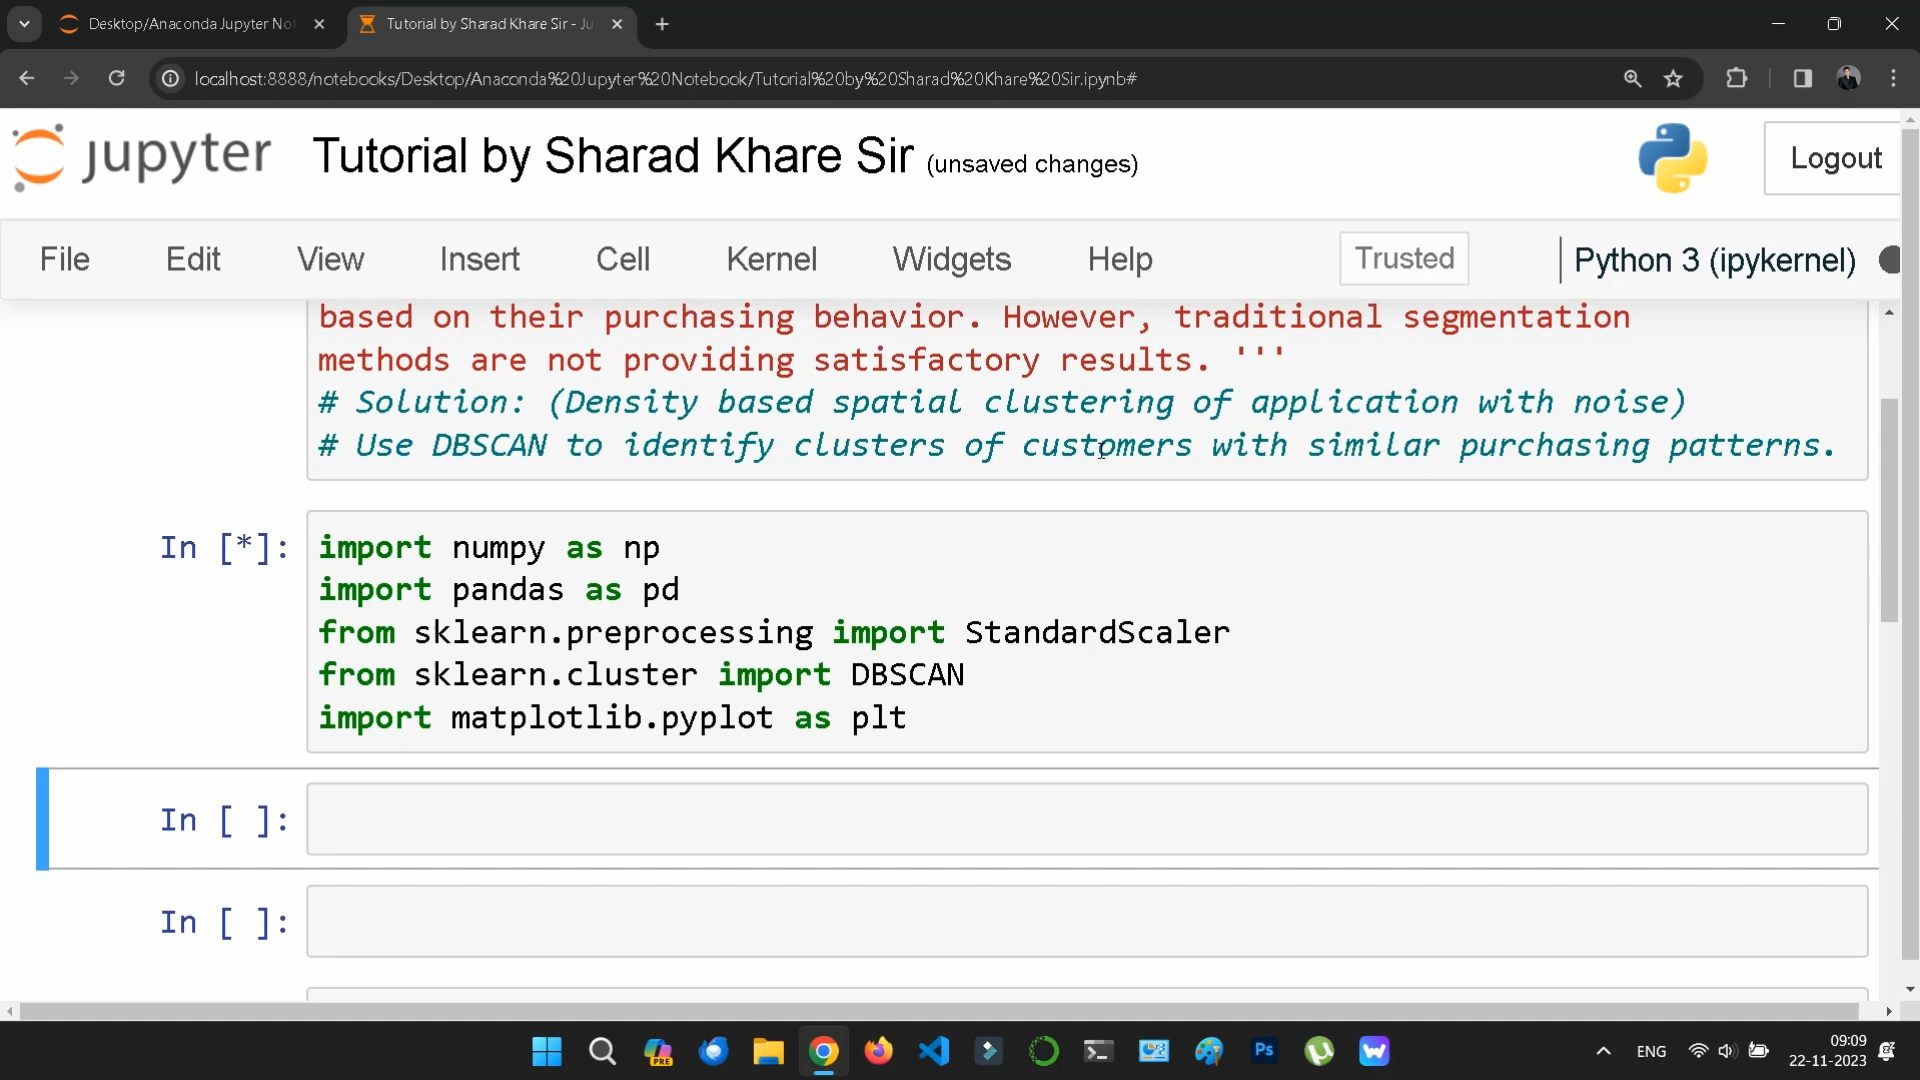 Desktop/Anaconda Jupyter Not
Tutorial by Sharad Khare Sir - Ju
localhost:8888/notebooks/Desktop/Anaconda%20Jupyter%20Notebook/Tutorial%20by%20Sharad%20Khare%20Sir.ipynb#
jupyter Tutorial by Sharad Khare Sir (unsaved changes)
Logout
File Edit View Insert Cell Kernel Widgets Help Trusted Python 3 (ipykernel)
based on their purchasing behavior. However, traditional segmentation
methods are not providing satisfactory results. '''
# Solution: (Density based spatial clustering of application with noise)
# Use DBSCAN to identify clusters of customers with similar purchasing patterns.
In [*]: import numpy as np
import pandas as pd
from sklearn.preprocessing import StandardScaler
from sklearn.cluster import DBSCAN
import matplotlib.pyplot as plt
In [ ]:
In [ ]:
PRE
Ps
ENG
09:09
22-11-2023